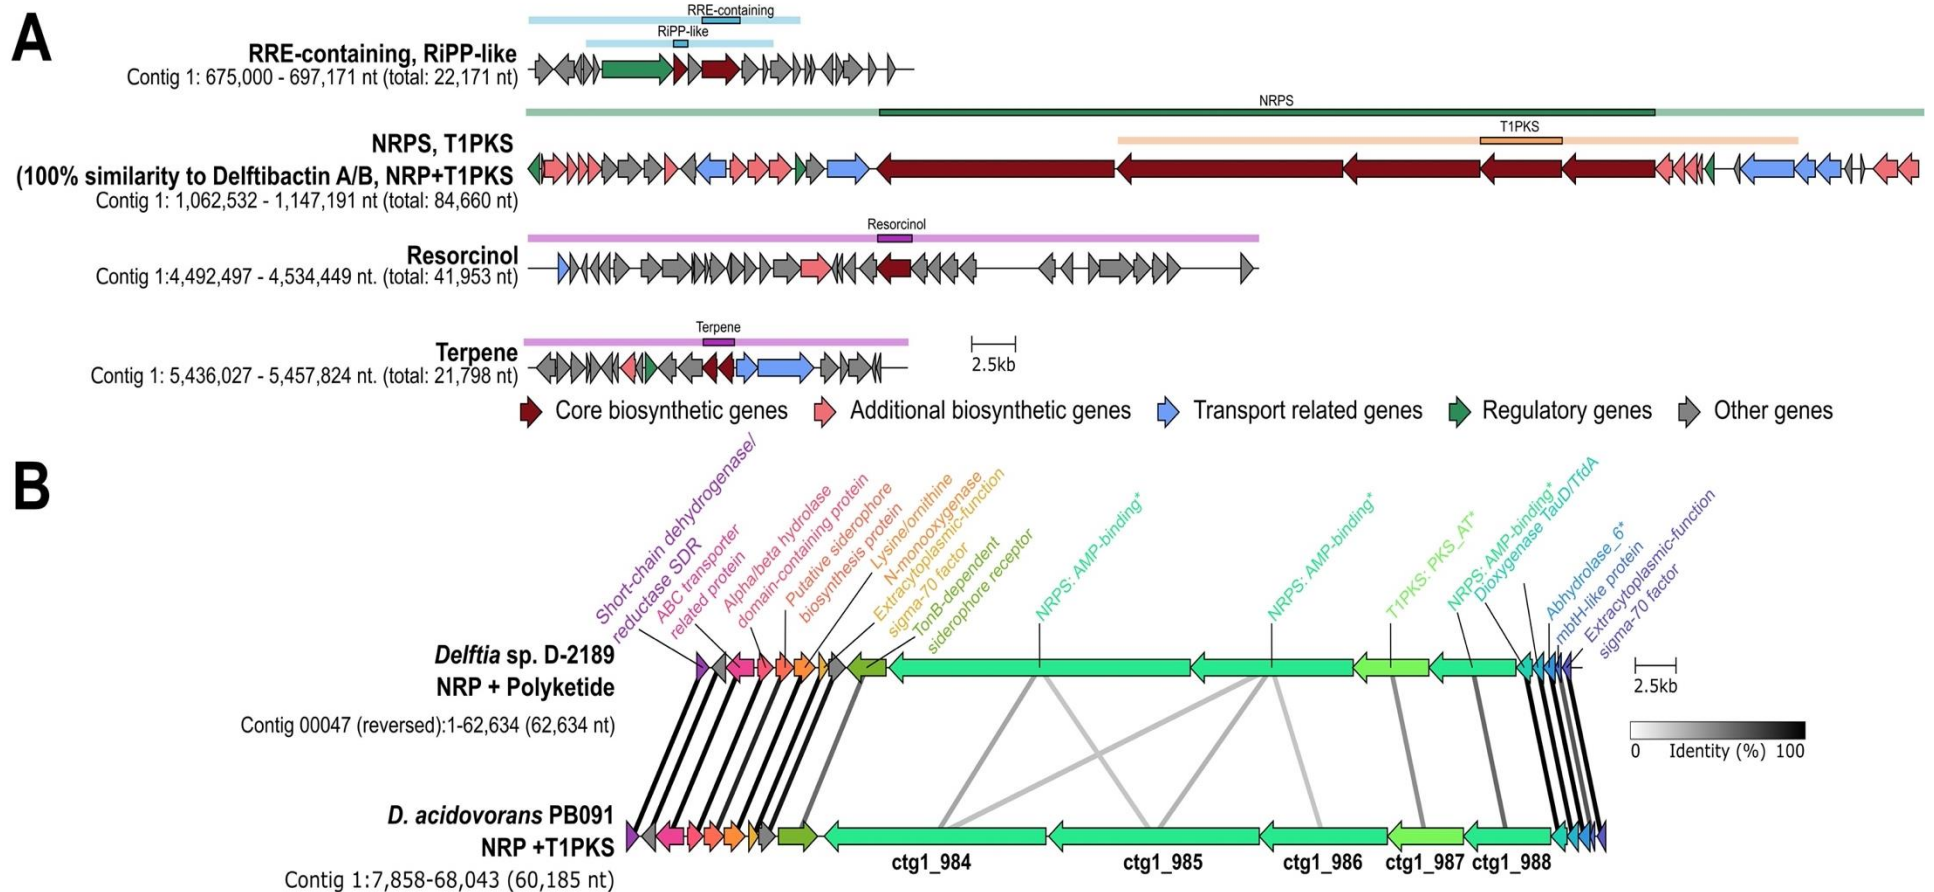 A
RRE-containing
RiPP-like
RRE-containing, RiPP-like
Contig 1: 675,000 - 697,171 nt (total: 22,171 nt)
NRPS
T1PKS
NRPS, T1PKS
(100% similarity to Delftibactin A/B, NRP+T1PKS
Contig 1: 1,062,532 - 1,147,191 nt (total: 84,660 nt)
Resorcinol
Resorcinol
Contig 1:4,492,497 - 4,534,449 nt. (total: 41,953 nt)
Terpene
Terpene
Contig 1: 5,436,027 - 5,457,824 nt. (total: 21,798 nt)
2.5kb
Core biosynthetic genes
Additional biosynthetic genes
Transport related genes
Regulatory genes
Other genes
B
Short-chain dehydrogenase/
reductase SDR
ABC transporter
related protein
Alpha/beta hydrolase
domain-containing protein
Putative siderophore
biosynthesis protein
Lysine/ornithine
N-monooxygenase
Extracytoplasmic-function
sigma-70 factor
TonB-dependent
siderophore receptor
NRPS: AMP-binding*
NRPS: AMP-binding*
T1PKS: PKS_AT*
NRPS: AMP-binding*
Dioxygenase TauD/TfdA
Abhydrolase_6*
mbtH-like protein
Extracytoplasmic-function
sigma-70 factor
Delftia sp. D-2189
NRP + Polyketide
Contig 00047 (reversed):1-62,634 (62,634 nt)
2.5kb
0 Identity (%) 100
D. acidovorans PB091
NRP +T1PKS
Contig 1:7,858-68,043 (60,185 nt)
ctg1_984
ctg1_985
ctg1_986
ctg1_987
ctg1_988